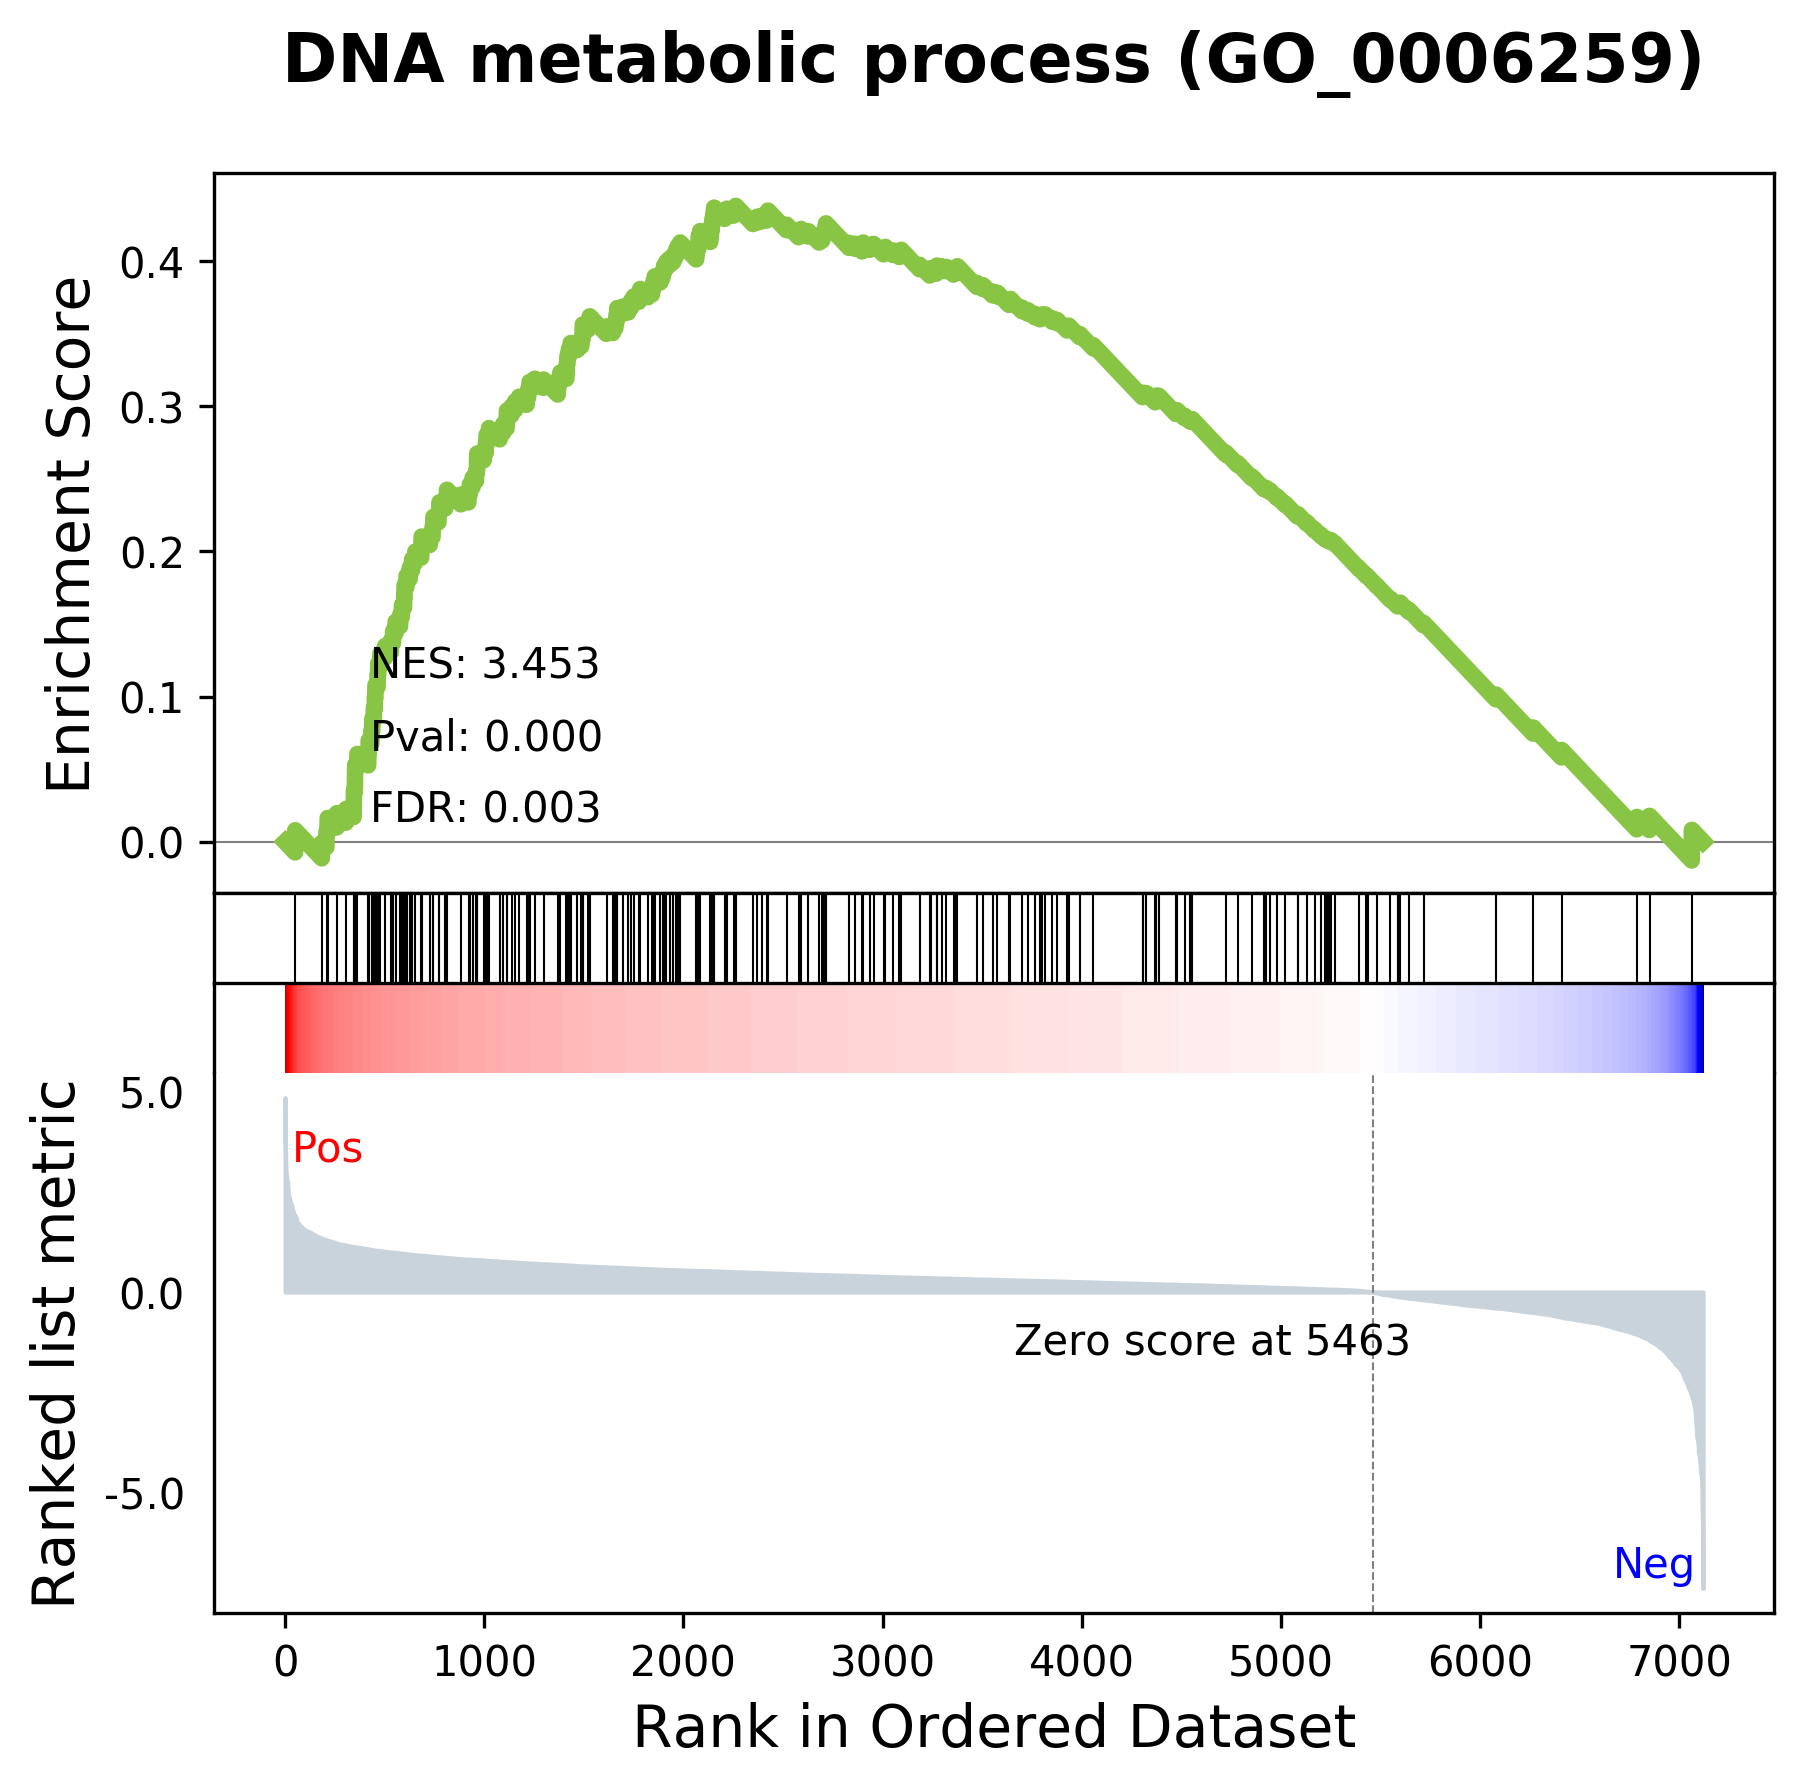 DNA metabolic process (GO_0006259)
Enrichment Score
0.4
0.3
0.2
0.1
0.0
NES: 3.453
Pval: 0.000
FDR: 0.003
Ranked list metric
5.0
0.0
-5.0
Pos
Zero score at 5463
Neg
0 1000 2000 3000 4000 5000 6000 7000
Rank in Ordered Dataset